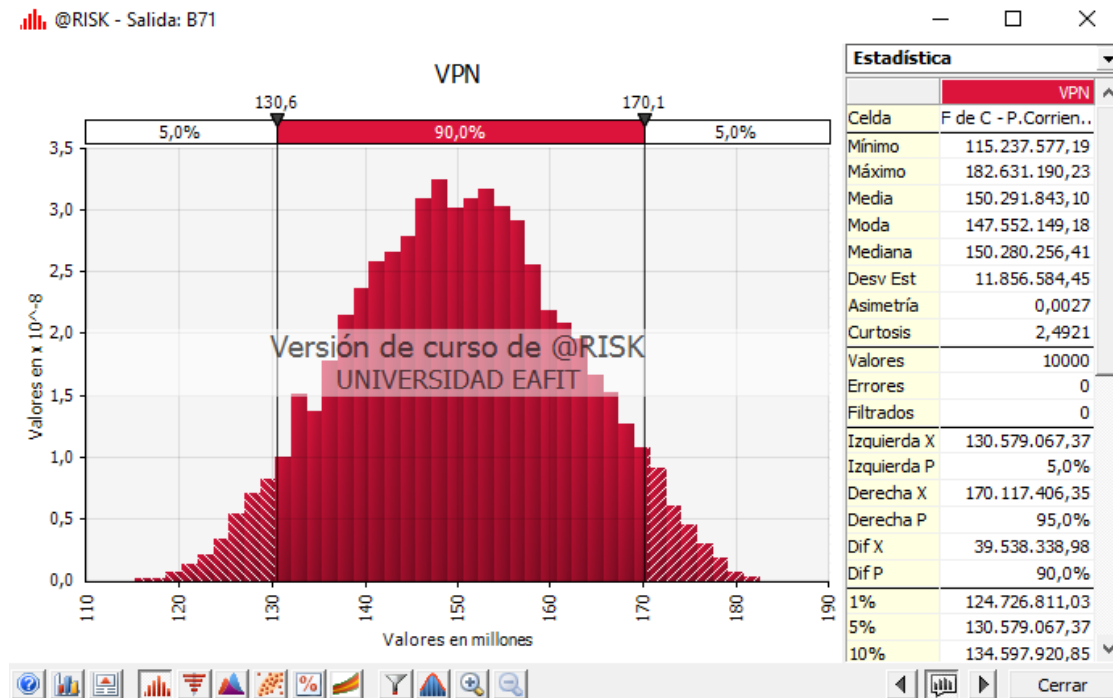 @RISK - Salida: B71
VPN
130,6 170,1
5,0% 90,0% 5,0%
3,5
3,0
2,5
2,0
1,5
1,0
0,5
0,0
Valores en x 10^-8
Versión de curso de @RISK
UNIVERSIDAD EAFIT
110 120 130 140 150 160 170 180 190
Valores en millones
Estadística
VPN
Celda F de C - P.Corrien..
Mínimo 115.237.577,19
Máximo 182.631.190,23
Media 150.291.843,10
Moda 147.552.149,18
Mediana 150.280.256,41
Desv Est 11.856.584,45
Asimetría 0,0027
Curtosis 2,4921
Valores 10000
Errores 0
Filtrados 0
Izquierda X 130.579.067,37
Izquierda P 5,0%
Derecha X 170.117.406,35
Derecha P 95,0%
Dif X 39.538.338,98
Dif P 90,0%
1% 124.726.811,03
5% 130.579.067,37
10% 134.597.920,85
Cerrar